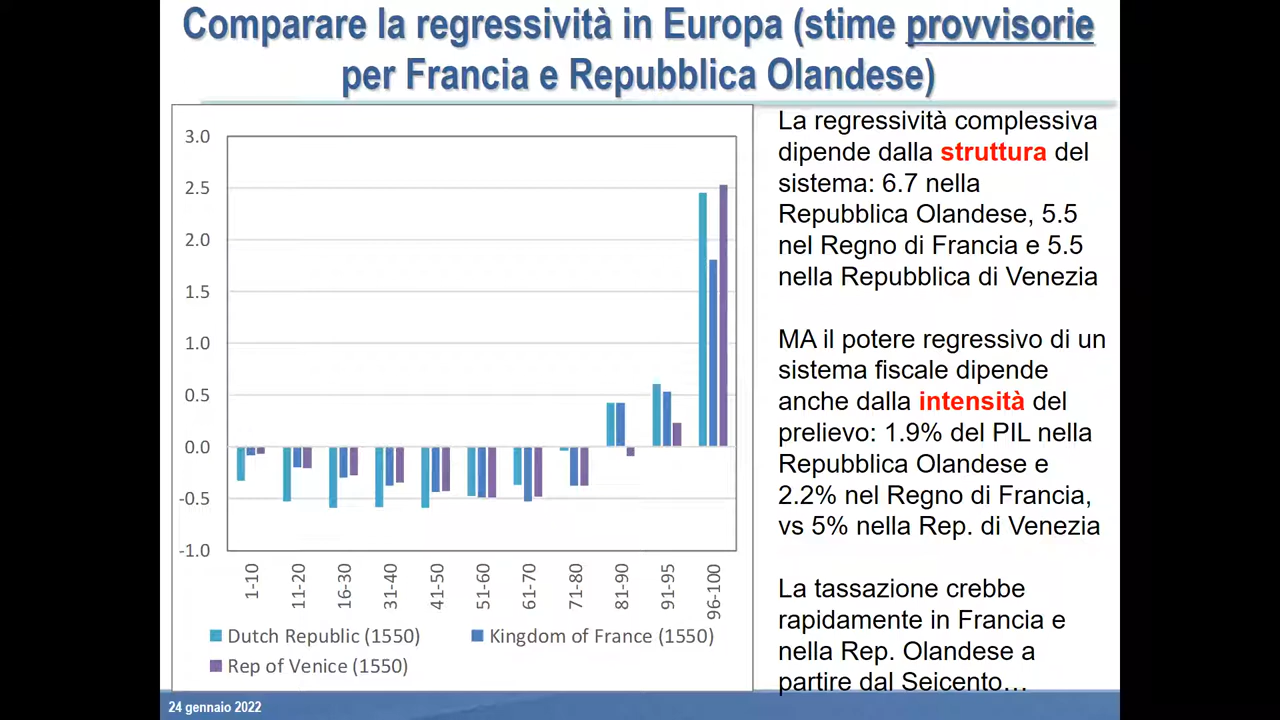 Comparare la regressività in Europa (stime provvisorie
per Francia e Repubblica Olandese)
3.0
2.5
2.0
1.5
1.0
0.5
0.0
-0.5
-1.0
1-10
11-20
16-30
31-40
41-50
51-60
61-70
71-80
81-90
91-95
96-100
Dutch Republic (1550)
Kingdom of France (1550)
Rep of Venice (1550)
La regressività complessiva
dipende dalla struttura del
sistema: 6.7 nella
Repubblica Olandese, 5.5
nel Regno di Francia e 5.5
nella Repubblica di Venezia
MA il potere regressivo di un
sistema fiscale dipende
anche dalla intensità del
prelievo: 1.9% del PIL nella
Repubblica Olandese e
2.2% nel Regno di Francia,
vs 5% nella Rep. di Venezia
La tassazione crebbe
rapidamente in Francia e
nella Rep. Olandese a
partire dal Seicento…
24 gennaio 2022